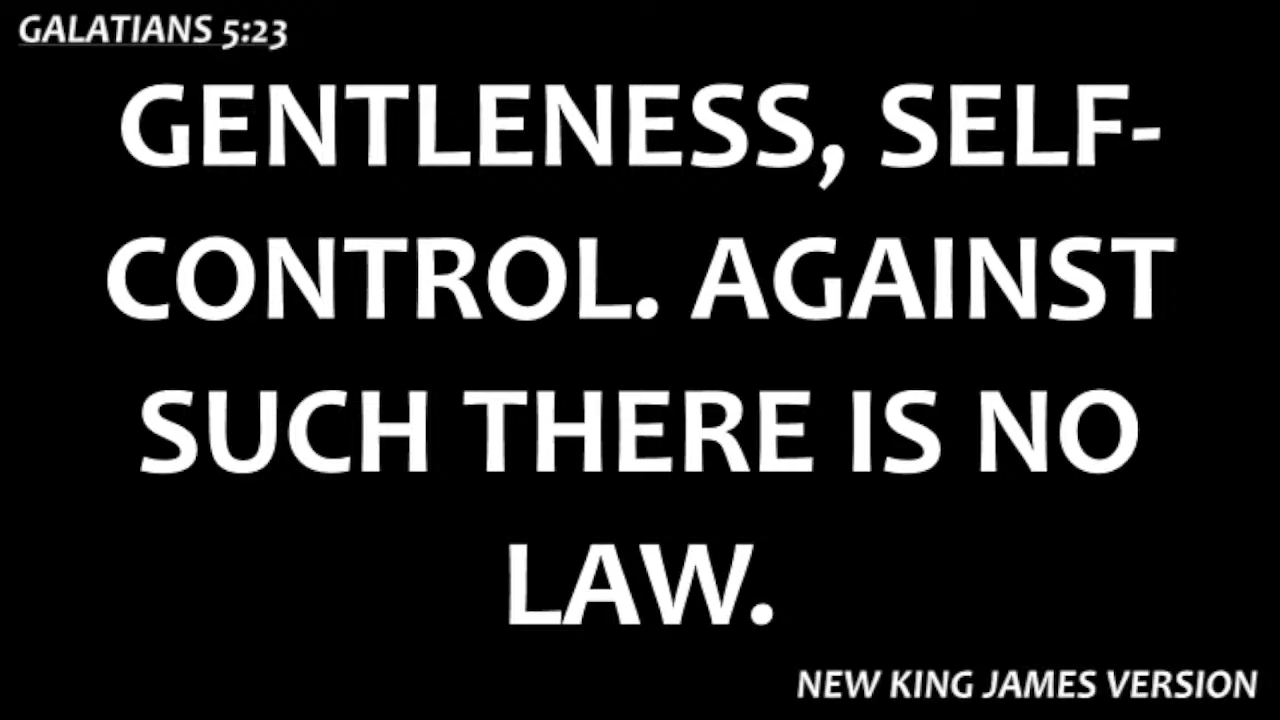 GALATIANS 5:23
GENTLENESS, SELF-
CONTROL. AGAINST
SUCH THERE IS NO
LAW.
NEW KING JAMES VERSION